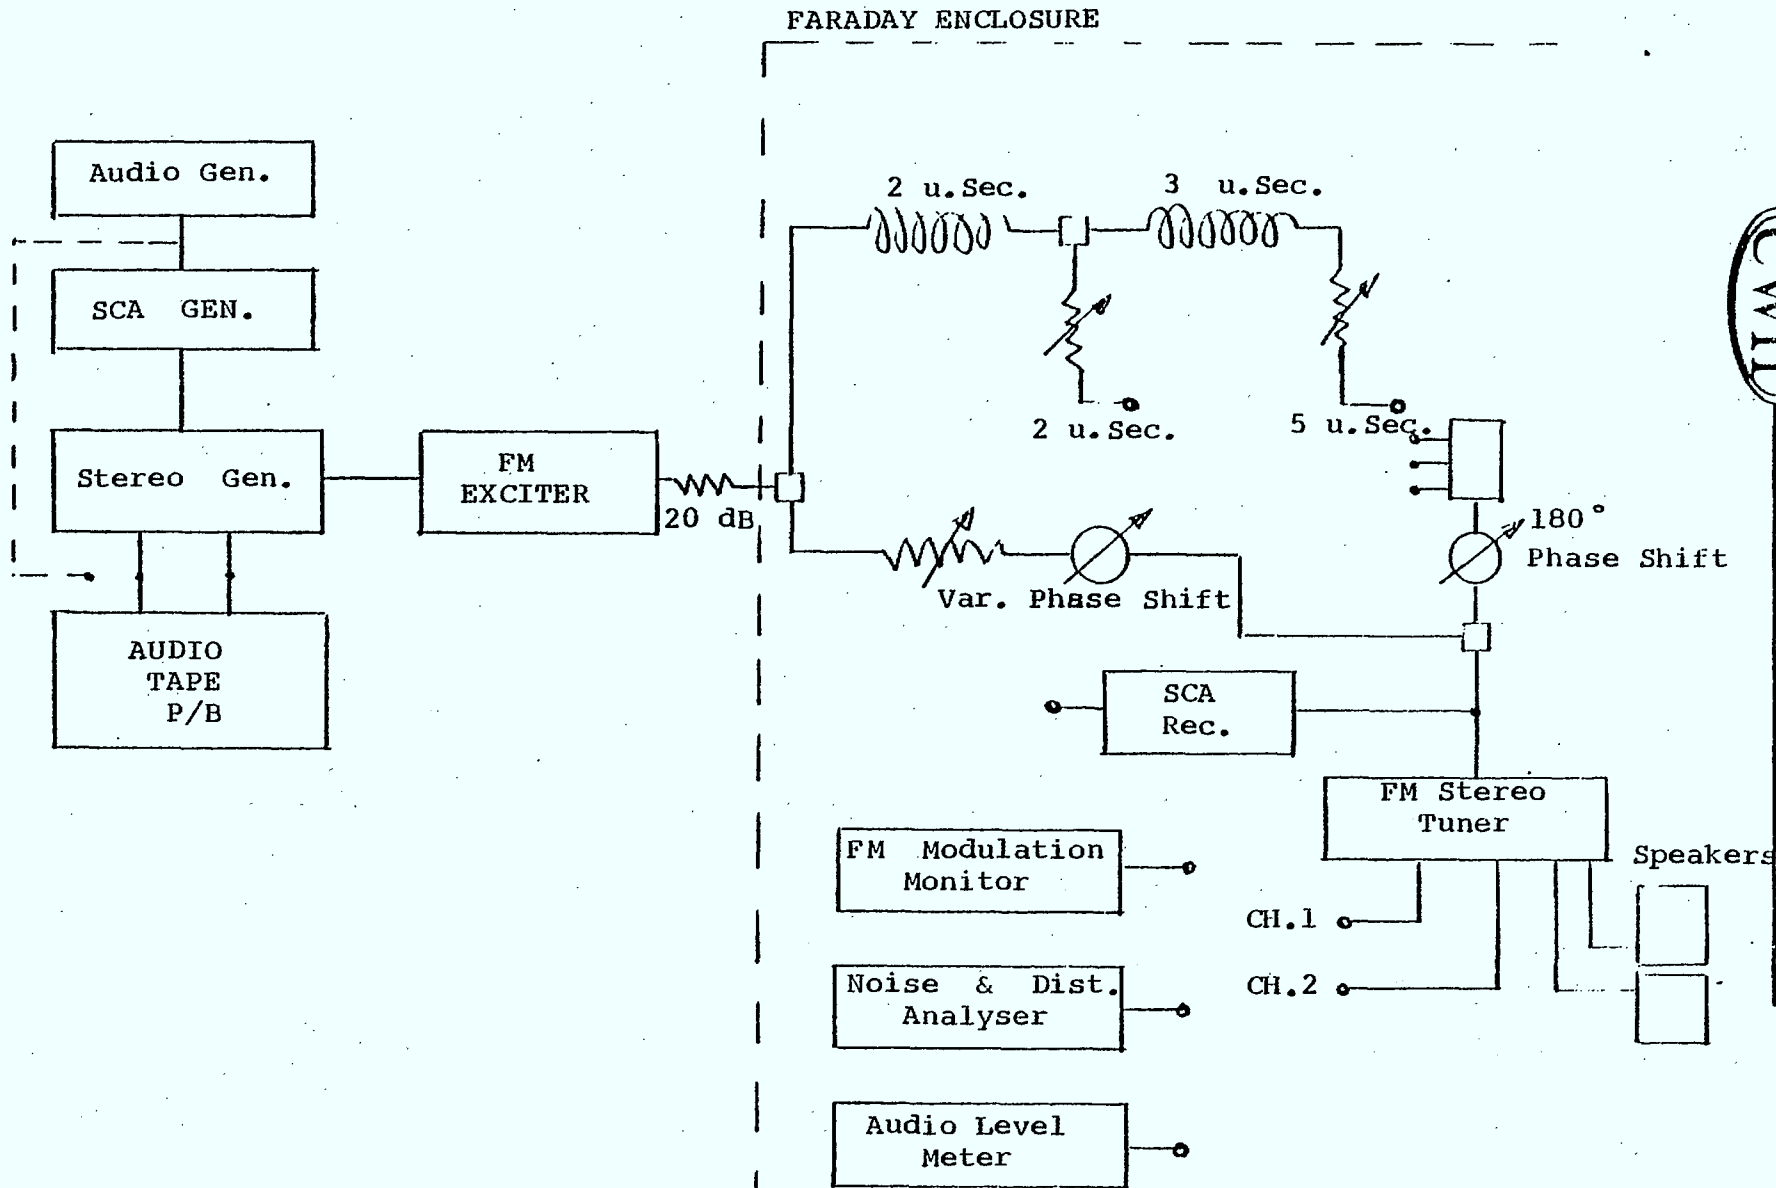 FARADAY ENCLOSURE
Audio Gen.
SCA GEN.
Stereo Gen.
AUDIO
TAPE
P/B
FM
EXCITER
20 dB
2 u.Sec.
3 u.Sec.
2 u.Sec.
5 u.Sec.
180°
Phase Shift
Var. Phase Shift
SCA
Rec.
FM Stereo
Tuner
Speakers
CH.1
CH.2
FM Modulation
Monitor
Noise & Dist.
Analyser
Audio Level
Meter